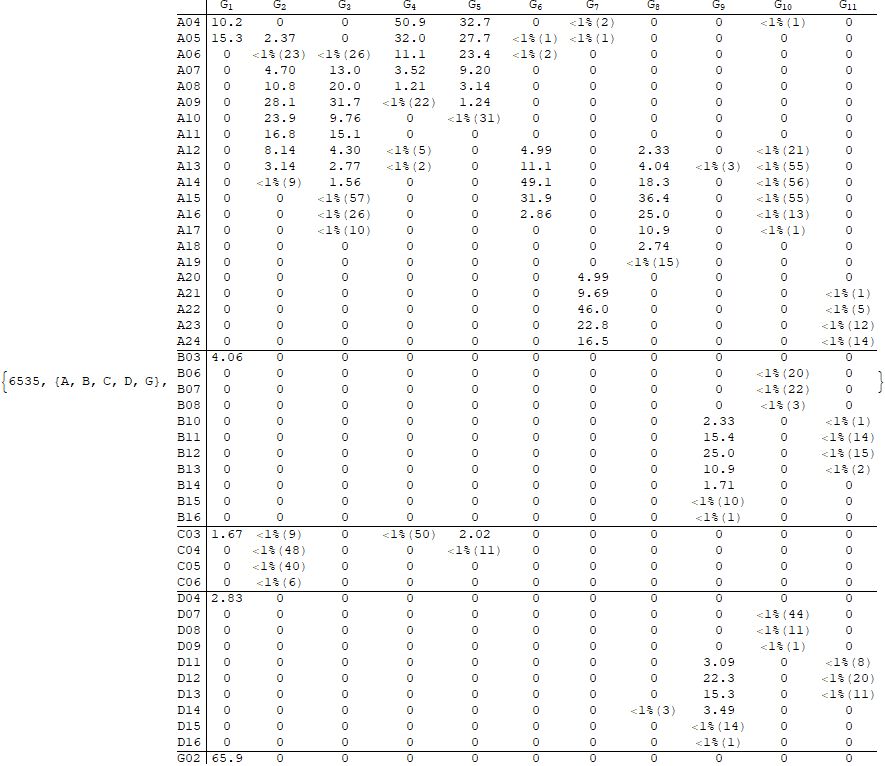 G1 G2 G3 G4 G5 G6 G7 G8 G9 G10 G11
A04 10.2 0 0 50.9 32.7 0 <1%(2) 0 0 <1%(1) 0
A05 15.3 2.37 0 32.0 27.7 <1%(1) <1%(1) 0 0 0 0
A06 0 <1%(23) <1%(26) 11.1 23.4 <1%(2) 0 0 0 0 0
A07 0 4.70 13.0 3.52 9.20 0 0 0 0 0 0
A08 0 10.8 20.0 1.21 3.14 0 0 0 0 0 0
A09 0 28.1 31.7 <1%(22) 1.24 0 0 0 0 0 0
A10 0 23.9 9.76 0 <1%(31) 0 0 0 0 0 0
A11 0 16.8 15.1 0 0 0 0 0 0 0 0
A12 0 8.14 4.30 <1%(5) 0 4.99 0 2.33 0 <1%(21) 0
A13 0 3.14 2.77 <1%(2) 0 11.1 0 4.04 <1%(3) <1%(55) 0
A14 0 <1%(9) 1.56 0 0 49.1 0 18.3 0 <1%(56) 0
A15 0 0 <1%(57) 0 0 31.9 0 36.4 0 <1%(55) 0
A16 0 0 <1%(26) 0 0 2.86 0 25.0 0 <1%(13) 0
A17 0 0 <1%(10) 0 0 0 0 10.9 0 <1%(1) 0
A18 0 0 0 0 0 0 0 2.74 0 0 0
A19 0 0 0 0 0 0 0 <1%(15) 0 0 0
A20 0 0 0 0 0 0 4.99 0 0 0 0
A21 0 0 0 0 0 0 9.69 0 0 0 <1%(1)
A22 0 0 0 0 0 0 46.0 0 0 0 <1%(5)
A23 0 0 0 0 0 0 22.8 0 0 0 <1%(12)
A24 0 0 0 0 0 0 16.5 0 0 0 <1%(14)
B03 4.06 0 0 0 0 0 0 0 0 0 0
B06 0 0 0 0 0 0 0 0 0 <1%(20) 0
{6535, {A, B, C, D, G}, B07 0 0 0 0 0 0 0 0 0 <1%(22) 0 }
B08 0 0 0 0 0 0 0 0 0 <1%(3) 0
B10 0 0 0 0 0 0 0 0 2.33 0 <1%(1)
B11 0 0 0 0 0 0 0 0 15.4 0 <1%(14)
B12 0 0 0 0 0 0 0 0 25.0 0 <1%(15)
B13 0 0 0 0 0 0 0 0 10.9 0 <1%(2)
B14 0 0 0 0 0 0 0 0 1.71 0 0
B15 0 0 0 0 0 0 0 0 <1%(10) 0 0
B16 0 0 0 0 0 0 0 0 <1%(1) 0 0
C03 1.67 <1%(9) 0 <1%(50) 2.02 0 0 0 0 0 0
C04 0 <1%(48) 0 0 <1%(11) 0 0 0 0 0 0
C05 0 <1%(40) 0 0 0 0 0 0 0 0 0
C06 0 <1%(6) 0 0 0 0 0 0 0 0 0
D04 2.83 0 0 0 0 0 0 0 0 0 0
D07 0 0 0 0 0 0 0 0 0 <1%(44) 0
D08 0 0 0 0 0 0 0 0 0 <1%(11) 0
D09 0 0 0 0 0 0 0 0 0 <1%(1) 0
D11 0 0 0 0 0 0 0 0 3.09 0 <1%(8)
D12 0 0 0 0 0 0 0 0 22.3 0 <1%(20)
D13 0 0 0 0 0 0 0 0 15.3 0 <1%(11)
D14 0 0 0 0 0 0 0 <1%(3) 3.49 0 0
D15 0 0 0 0 0 0 0 0 <1%(14) 0 0
D16 0 0 0 0 0 0 0 0 <1%(1) 0 0
G02 65.9 0 0 0 0 0 0 0 0 0 0